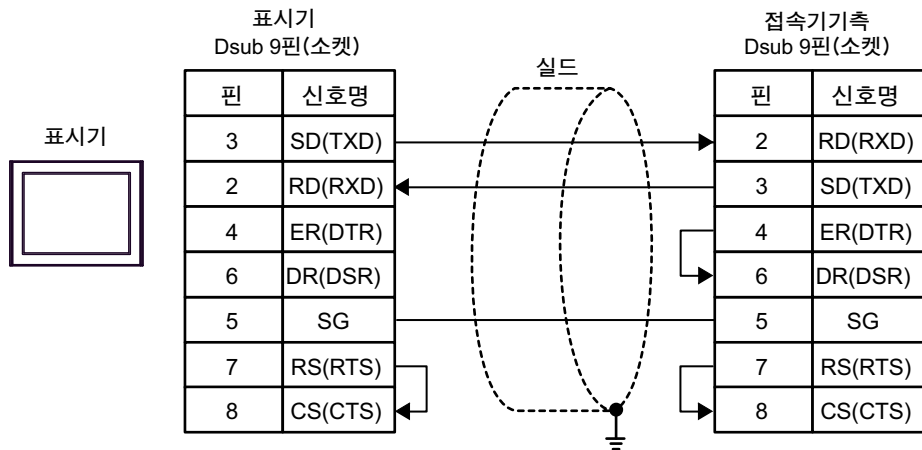 표시기
Dsub 9핀(소켓)
접속기기측
Dsub 9핀(소켓)
실드
표시기
핀 신호명
3 SD(TXD)
2 RD(RXD)
4 ER(DTR)
6 DR(DSR)
5 SG
7 RS(RTS)
8 CS(CTS)
핀 신호명
2 RD(RXD)
3 SD(TXD)
4 ER(DTR)
6 DR(DSR)
5 SG
7 RS(RTS)
8 CS(CTS)